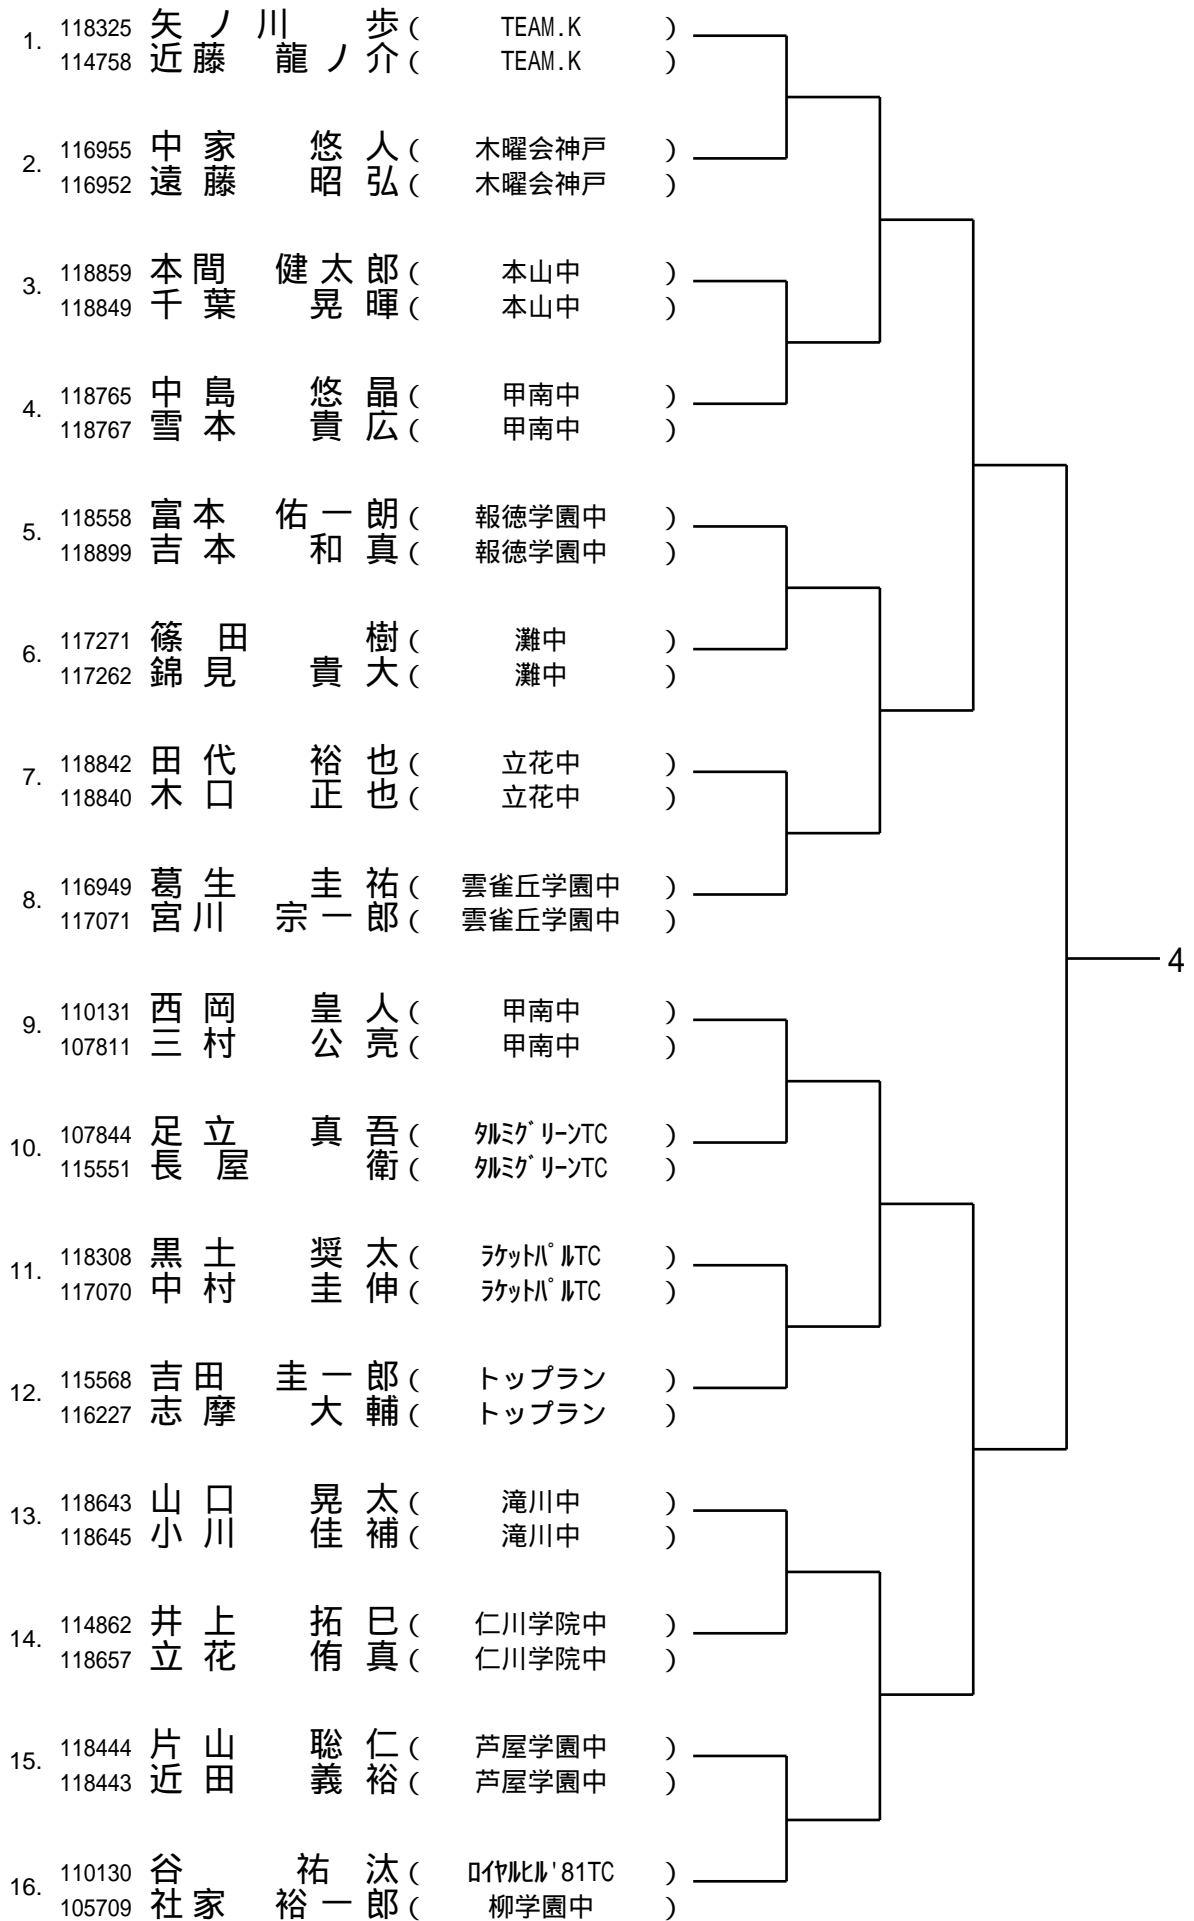 1. 118325 矢ノ川 歩 ( TEAM.K )
114758 近藤 龍ノ介 ( TEAM.K )
2. 116955 中家 悠人 ( 木曜会神戸 )
116952 遠藤 昭弘 ( 木曜会神戸 )
3. 118859 本間 健太郎 ( 本山中 )
118849 千葉 晃暉 ( 本山中 )
4. 118765 中島 悠晶 ( 甲南中 )
118767 雪本 貴広 ( 甲南中 )
5. 118558 富本 佑一朗 ( 報徳学園中 )
118899 吉本 和真 ( 報徳学園中 )
6. 117271 篠田 樹 ( 灘中 )
117262 錦見 貴大 ( 灘中 )
7. 118842 田代 裕也 ( 立花中 )
118840 木口 正也 ( 立花中 )
8. 116949 葛生 圭祐 ( 雲雀丘学園中 )
117071 宮川 宗一郎 ( 雲雀丘学園中 )
4
9. 110131 西岡 皇人 ( 甲南中 )
107811 三村 公亮 ( 甲南中 )
10. 107844 足立 真吾 ( ﾀﾙﾐｸﾞﾘｰﾝTC )
115551 長屋 衛 ( ﾀﾙﾐｸﾞﾘｰﾝTC )
11. 118308 黒土 奨太 ( ﾗｹｯﾄﾊﾟﾙTC )
117070 中村 圭伸 ( ﾗｹｯﾄﾊﾟﾙTC )
12. 115568 吉田 圭一郎 ( トップラン )
116227 志摩 大輔 ( トップラン )
13. 118643 山口 晃太 ( 滝川中 )
118645 小川 佳補 ( 滝川中 )
14. 114862 井上 拓巳 ( 仁川学院中 )
118657 立花 侑真 ( 仁川学院中 )
15. 118444 片山 聡仁 ( 芦屋学園中 )
118443 近田 義裕 ( 芦屋学園中 )
16. 110130 谷 祐汰 ( ﾛｲﾔﾙﾋﾙ'81TC )
105709 社家 裕一郎 ( 柳学園中 )